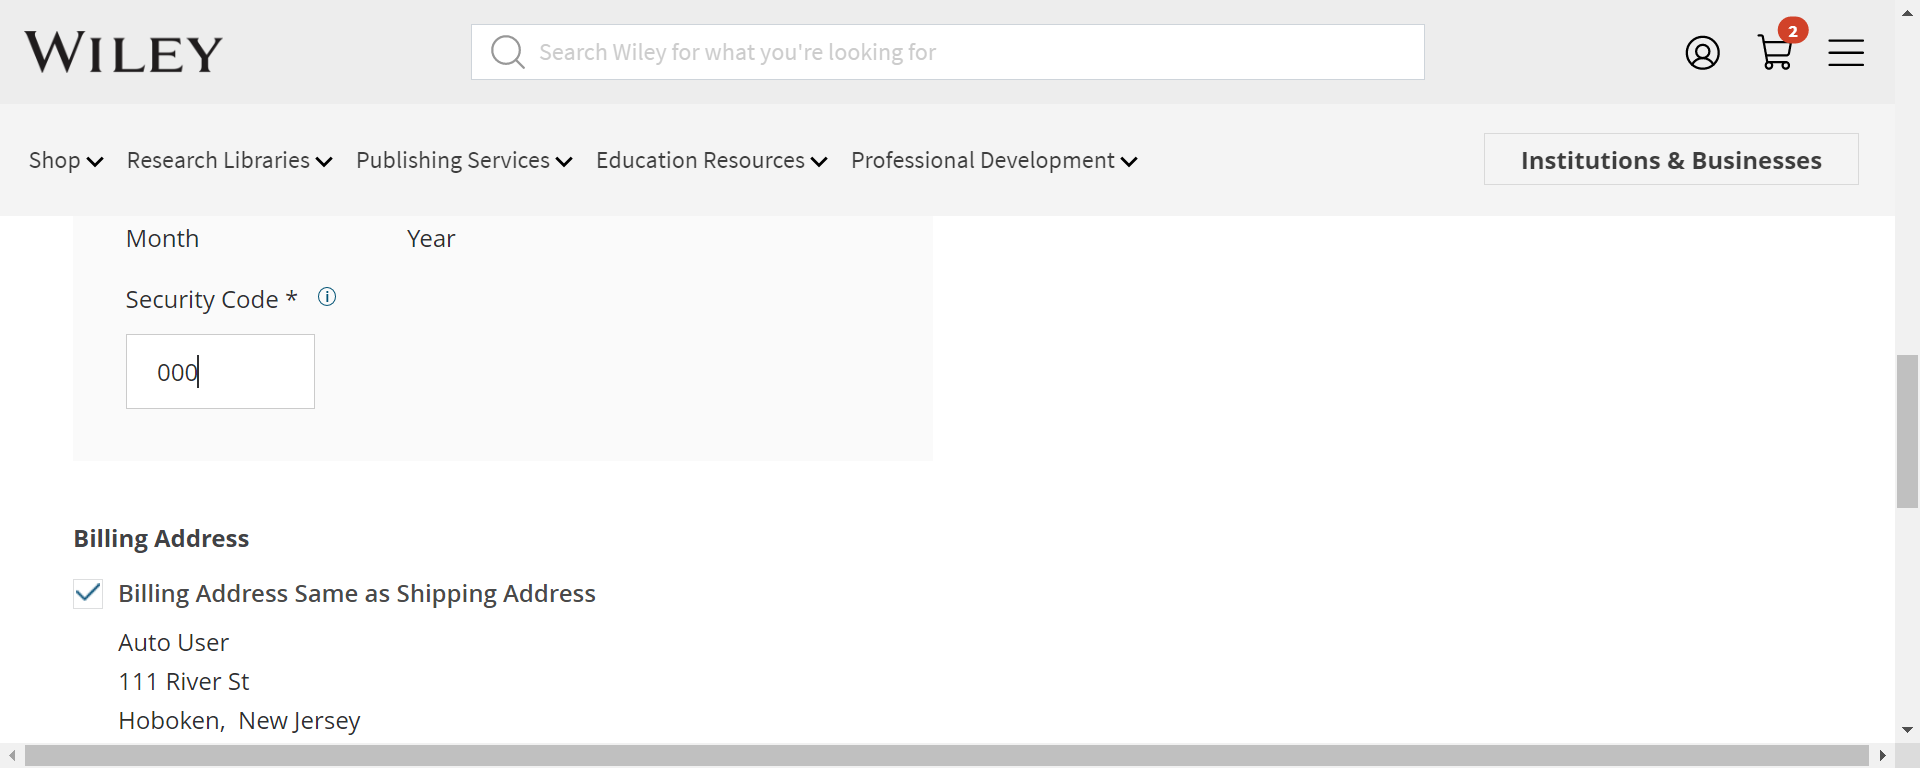 WILEY
Search Wiley for what you're looking for
2
Shop Research Libraries Publishing Services Education Resources Professional Development
Institutions & Businesses
Month Year
Security Code *
000
Billing Address
Billing Address Same as Shipping Address
Auto User
111 River St
Hoboken, New Jersey